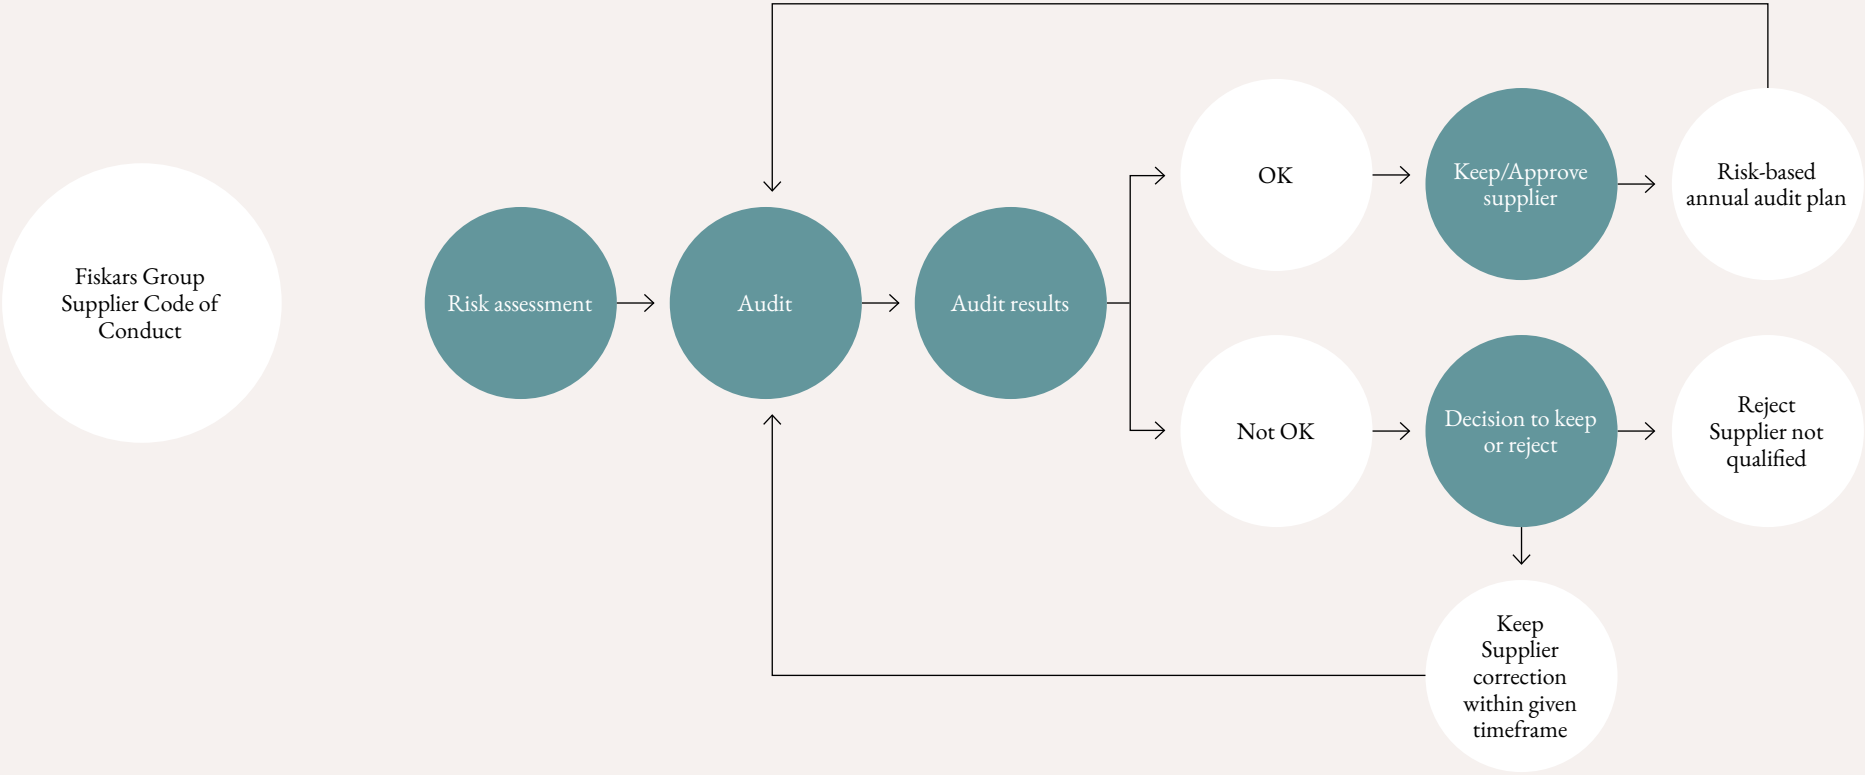 Fiskars Group
Supplier Code of
Conduct
Risk assessment
Audit
Audit results
OK
Keep/Approve
supplier
Risk-based
annual audit plan
Not OK
Decision to keep
or reject
Reject
Supplier not
qualified
Keep
Supplier
correction
within given
timeframe